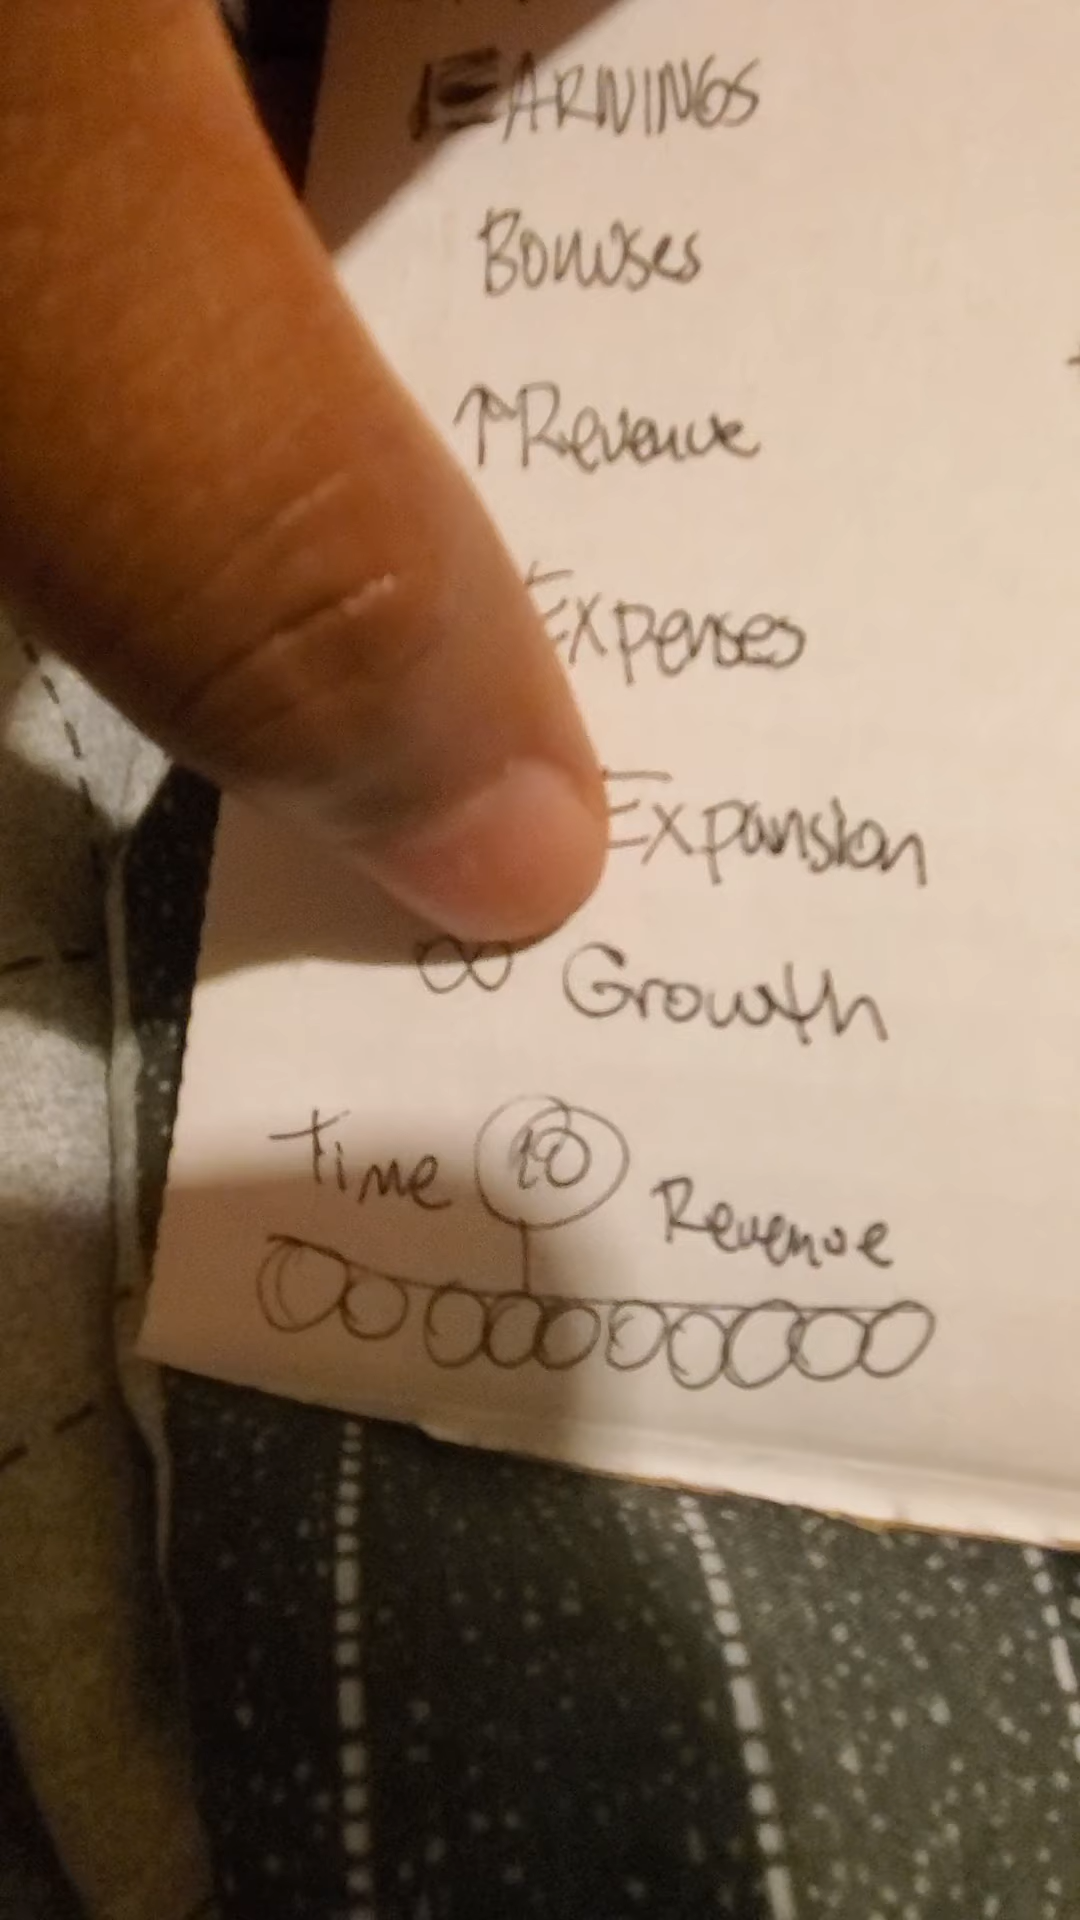 EARNINGS
Bonuses
↑Revenue
Expenses
Expansion
∞ Growth
Time 10 Revenue